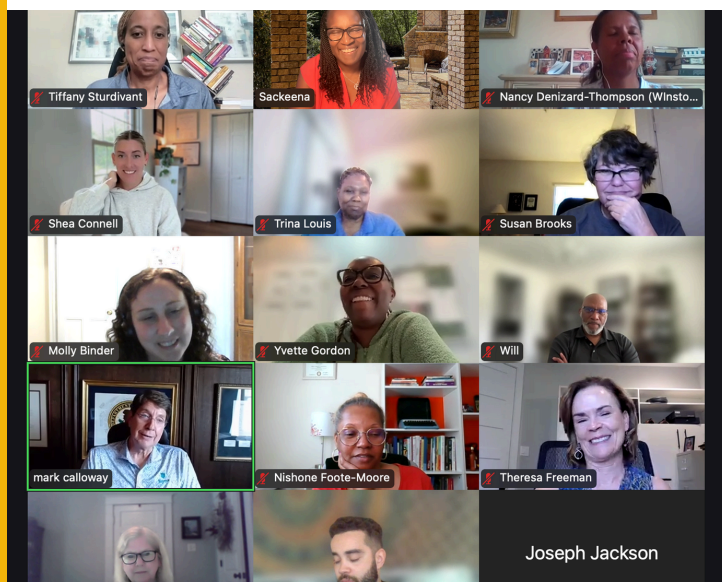 Tiffany Sturdivant
Sackeena
Nancy Denizard-Thompson (WInsto...
Shea Connell
Trina Louis
Susan Brooks
Molly Binder
Yvette Gordon
Will
mark calloway
Nishone Foote-Moore
Theresa Freeman
Joseph Jackson